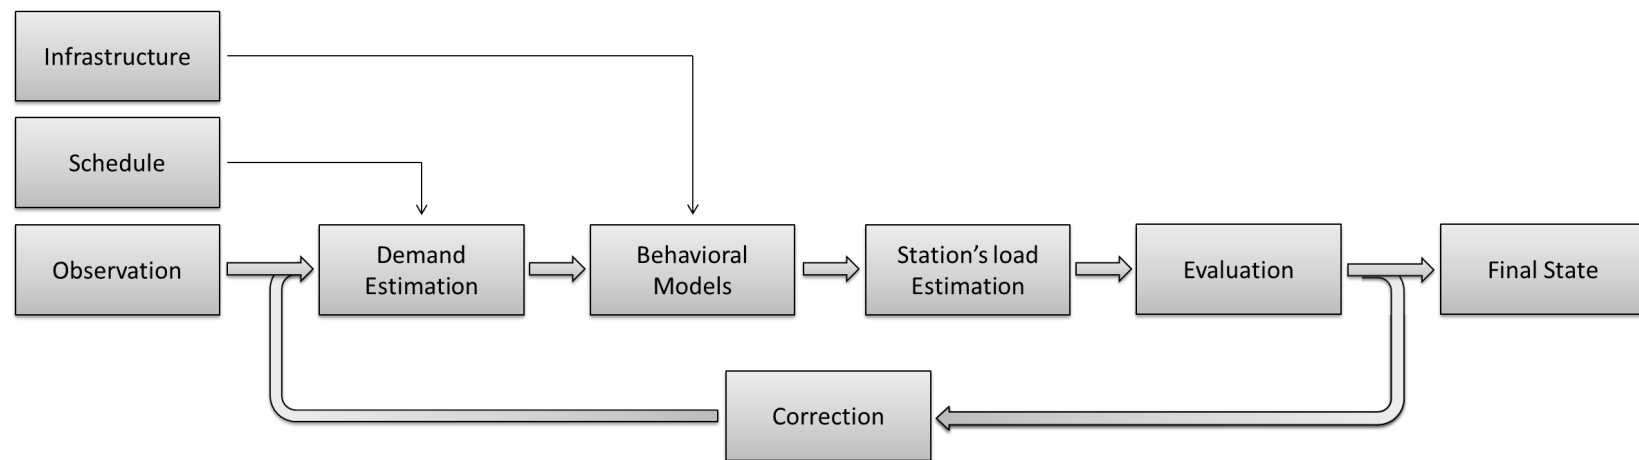 Infrastructure
Schedule
Observation
Demand
Estimation
Behavioral
Models
Station’s load
Estimation
Evaluation
Final State
Correction